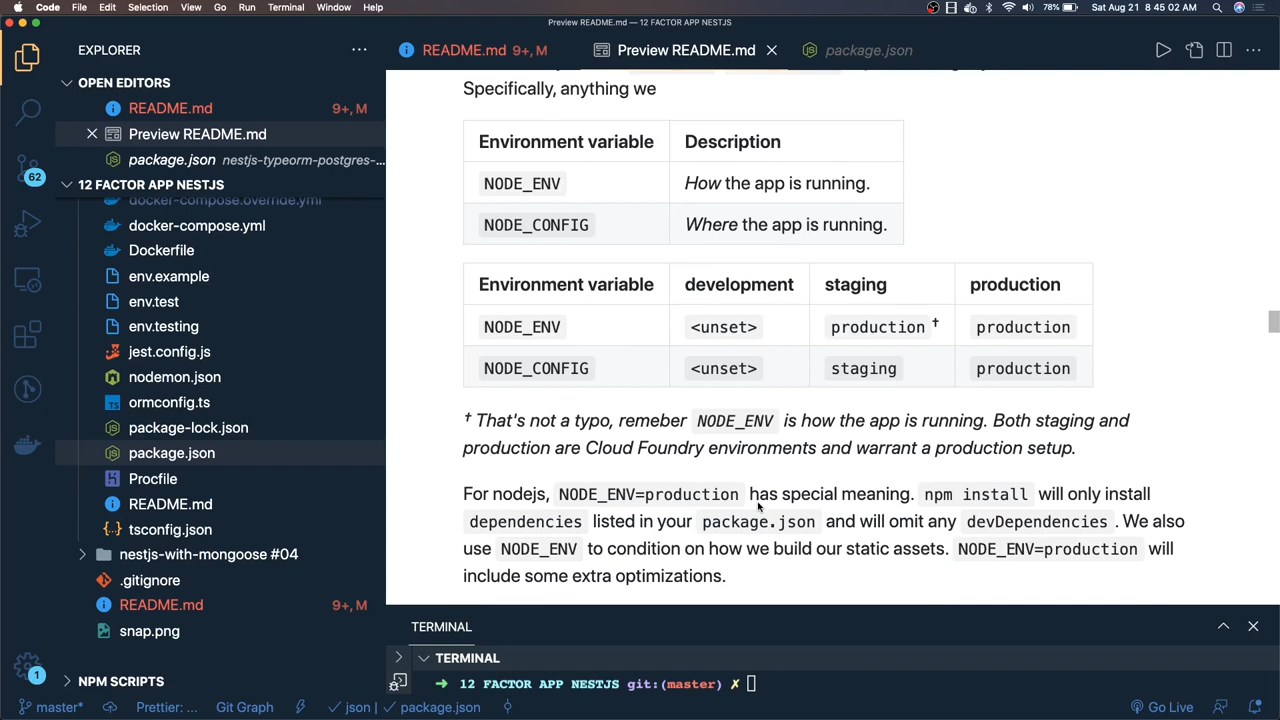 Code File Edit Selection View Go Run Terminal Window Help 78% Sat Aug 21 8:45:02 AM
Preview README.md — 12 FACTOR APP NESTJS
EXPLORER
README.md 9+, M
Preview README.md
package.json
OPEN EDITORS
README.md 9+, M
Preview README.md
package.json nestjs-typeorm-postgres-...
12 FACTOR APP NESTJS
docker-compose.override.yml
docker-compose.yml
Dockerfile
env.example
env.test
env.testing
jest.config.js
nodemon.json
ormconfig.ts
package-lock.json
package.json
Procfile
README.md
tsconfig.json
nestjs-with-mongoose #04
.gitignore
README.md 9+, M
snap.png
NPM SCRIPTS
62
1
Specifically, anything we
Environment variable Description
NODE_ENV How the app is running.
NODE_CONFIG Where the app is running.
Environment variable development staging production
NODE_ENV <unset> production † production
NODE_CONFIG <unset> staging production
† That's not a typo, remeber NODE_ENV is how the app is running. Both staging and
production are Cloud Foundry environments and warrant a production setup.
For nodejs, NODE_ENV=production has special meaning. npm install will only install
dependencies listed in your package.json and will omit any devDependencies . We also
use NODE_ENV to condition on how we build our static assets. NODE_ENV=production will
include some extra optimizations.
TERMINAL
TERMINAL
➜ 12 FACTOR APP NESTJS git:(master) ✗
master* Prettier: ... Git Graph json | package.json Go Live